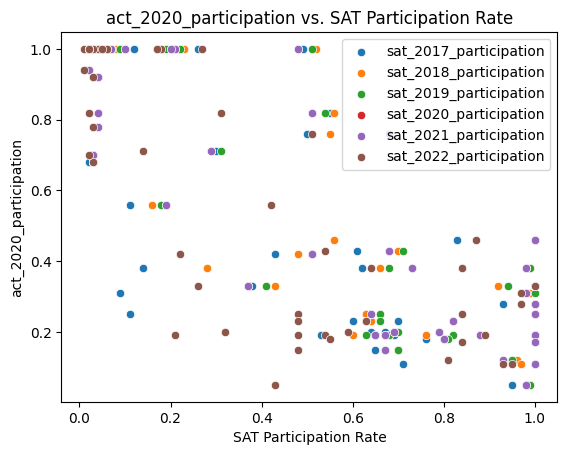 act_2020_participation vs. SAT Participation Rate
1.0
0.8
0.6
0.4
0.2
act_2020_participation
sat_2017_participation
sat_2018_participation
sat_2019_participation
sat_2020_participation
sat_2021_participation
sat_2022_participation
0.0 0.2 0.4 0.6 0.8 1.0
SAT Participation Rate